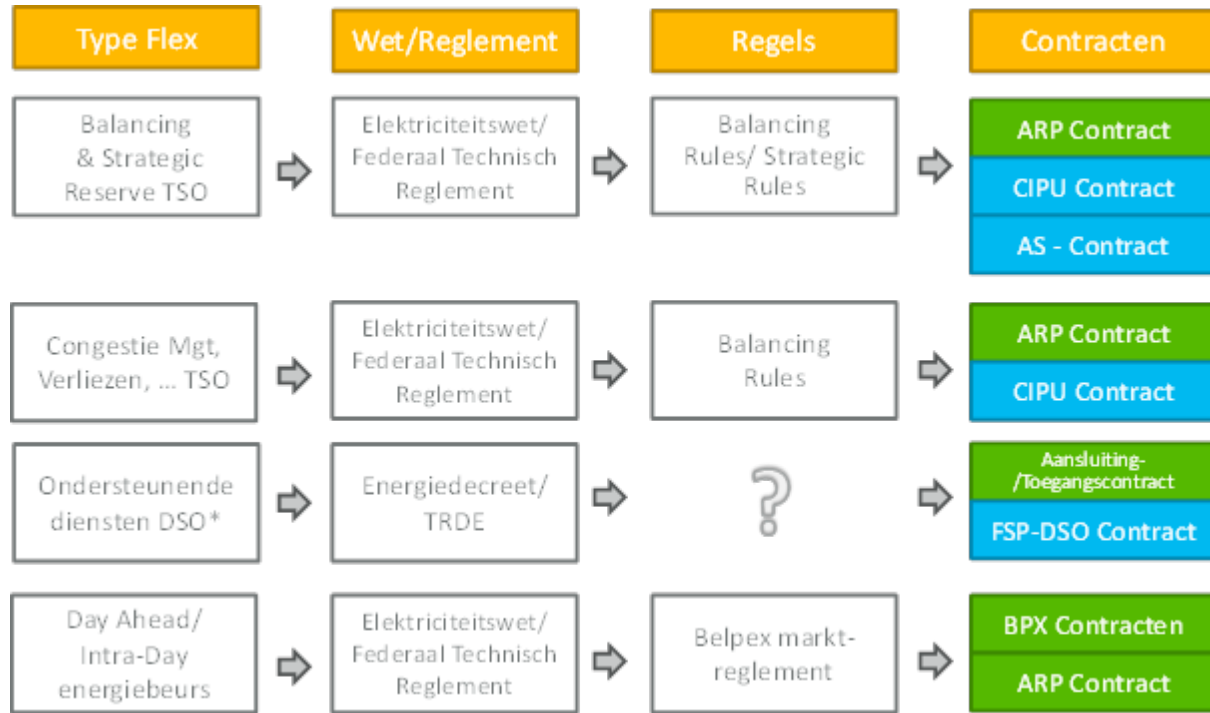 Type Flex
Wet/Reglement
Regels
Contracten
Balancing
& Strategic
Reserve TSO
Elektriciteitswet/
Federaal Technisch
Reglement
Balancing
Rules/ Strategic
Rules
ARP Contract
CIPU Contract
AS - Contract
Congestie Mgt,
Verliezen, ... TSO
Elektriciteitswet/
Federaal Technisch
Reglement
Balancing
Rules
ARP Contract
CIPU Contract
Ondersteunende
diensten DSO*
Energiedecreet/
TRDE
?
Aansluiting-
/Toegangscontract
FSP-DSO Contract
Day Ahead/
Intra-Day
energiebeurs
Elektriciteitswet/
Federaal Technisch
Reglement
Belpex markt-
reglement
BPX Contracten
ARP Contract